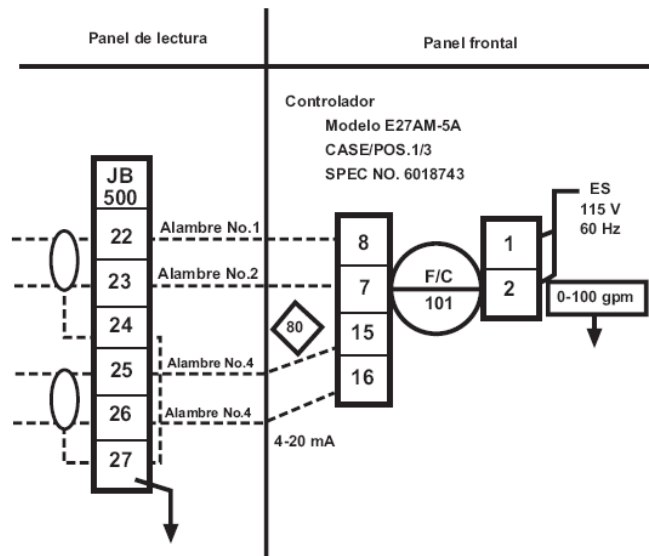 Panel de lectura
Panel frontal
Controlador
Modelo E27AM-5A
CASE/POS.1/3
SPEC NO. 6018743
JB
500
22
23
24
25
26
27
Alambre No.1
Alambre No.2
Alambre No.4
Alambre No.4
80
4-20 mA
8
7
15
16
F/C
101
1
2
ES
115 V
60 Hz
0-100 gpm